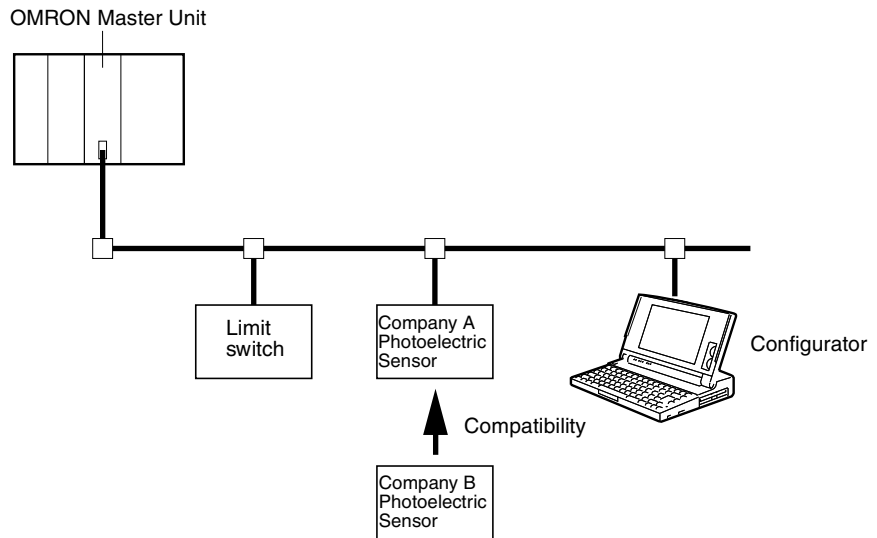 OMRON Master Unit
Limit
switch
Company A
Photoelectric
Sensor
Configurator
Compatibility
Company B
Photoelectric
Sensor